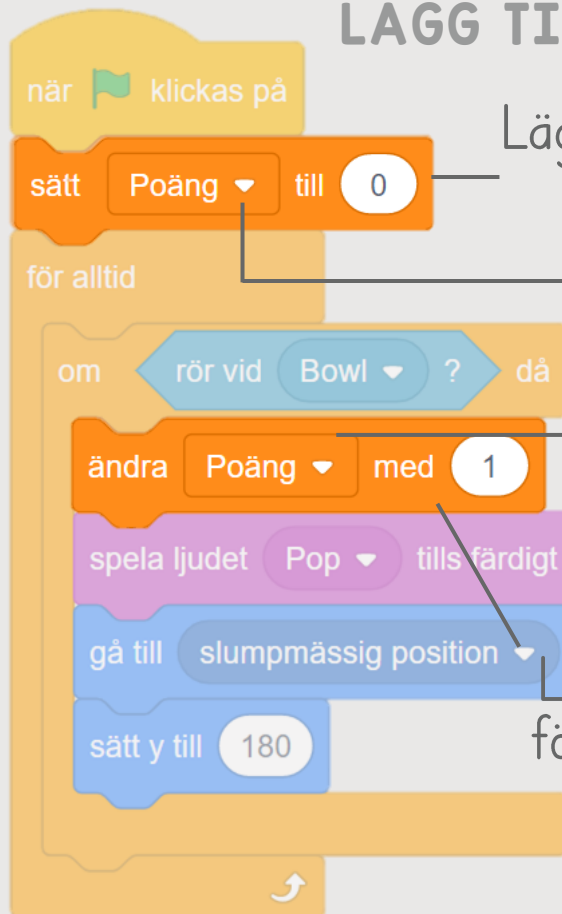 LÄGG TI
när klickas på
Läg
sätt Poäng till 0
för alltid
om rör vid Bowl ? då
ändra Poäng med 1
spela ljudet Pop tills färdigt
gå till slumpmässig position
fö
sätt y till 180